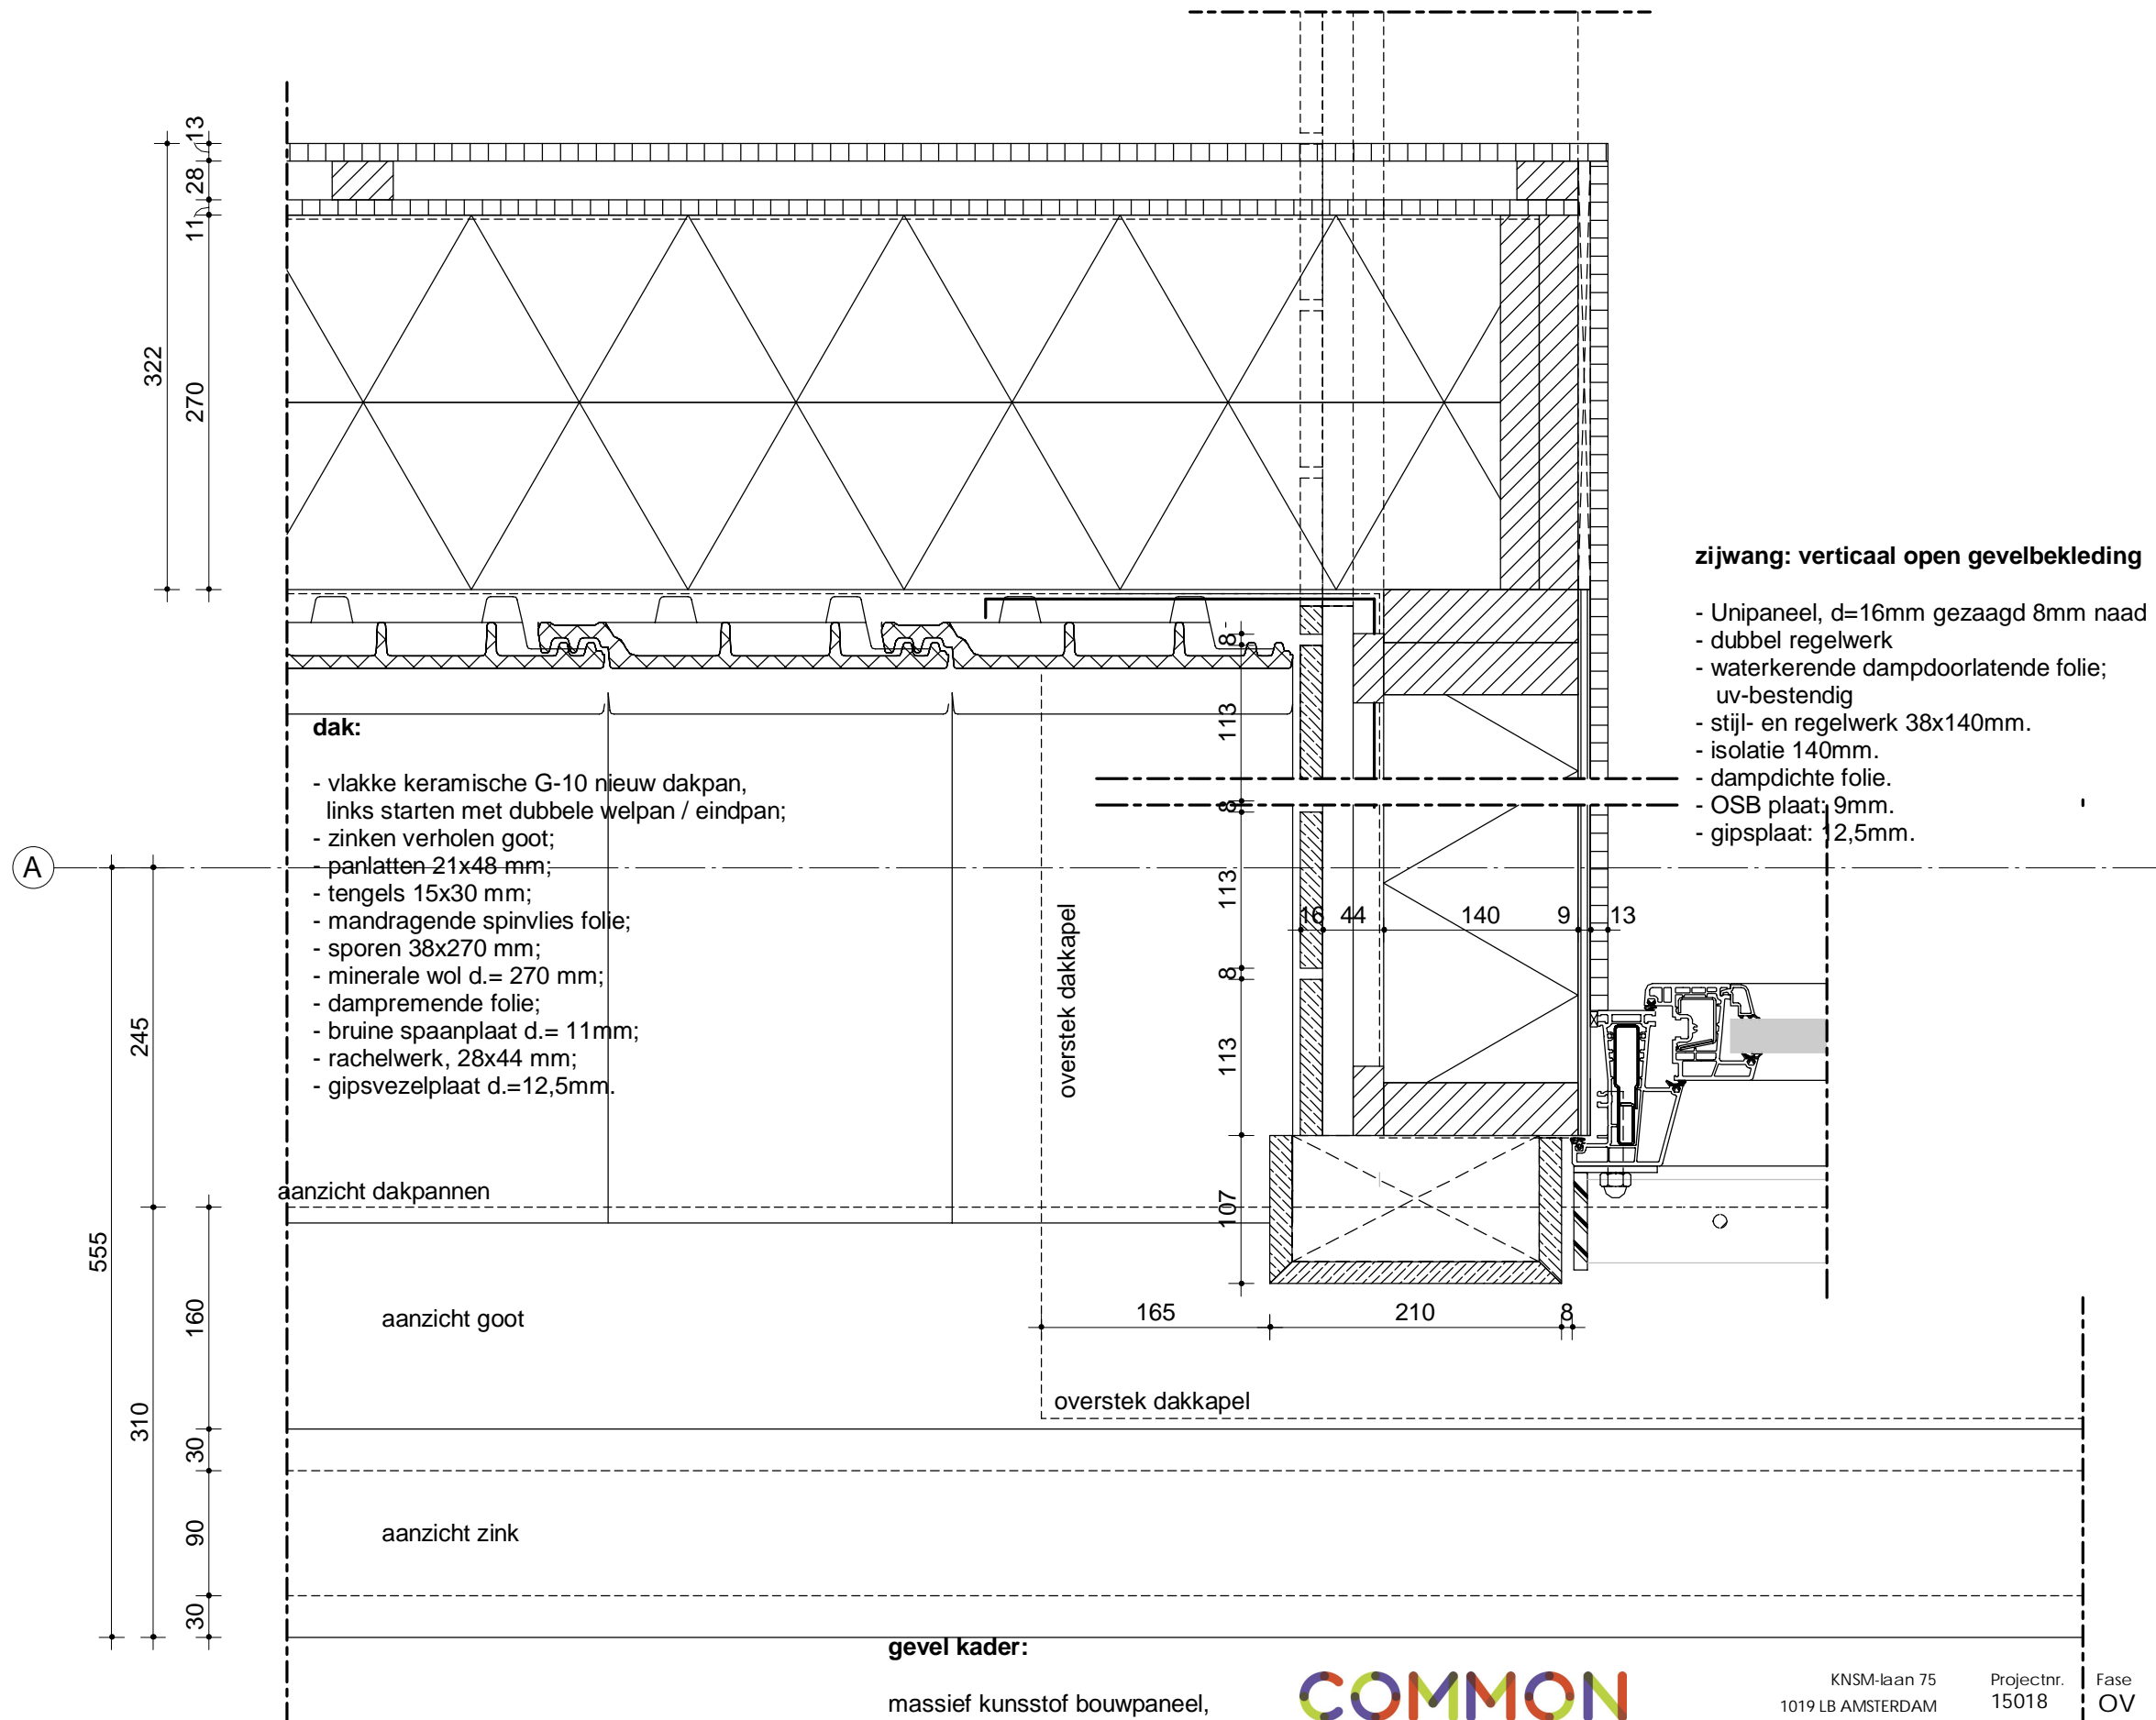 13
28
11
322
270
zijwang: verticaal open gevelbekleding
- Unipaneel, d=16mm gezaagd 8mm naad
- dubbel regelwerk
- waterkerende dampdoorlatende folie;
uv-bestendig
- stijl- en regelwerk 38x140mm.
- isolatie 140mm.
- dampdichte folie.
- OSB plaat: 9mm.
- gipsplaat: 12,5mm.
8
113
8
113
8
113
107
dak:
- vlakke keramische G-10 nieuw dakpan,
links starten met dubbele welpan / eindpan;
- zinken verholen goot;
- panlatten 21x48 mm;
- tengels 15x30 mm;
- mandragende spinvlies folie;
- sporen 38x270 mm;
- minerale wol d.= 270 mm;
- dampremende folie;
- bruine spaanplaat d.= 11mm;
- rachelwerk, 28x44 mm;
- gipsvezelplaat d.=12,5mm.
A
overstek dakkapel
16 44 140 9 13
245
555
310
160
30
90
30
aanzicht dakpannen
aanzicht goot
165 210 8
overstek dakkapel
aanzicht zink
gevel kader:
massief kunsstof bouwpaneel,
COMMON
KNSM-laan 75
1019 LB AMSTERDAM
Projectnr.
15018
Fase
OV